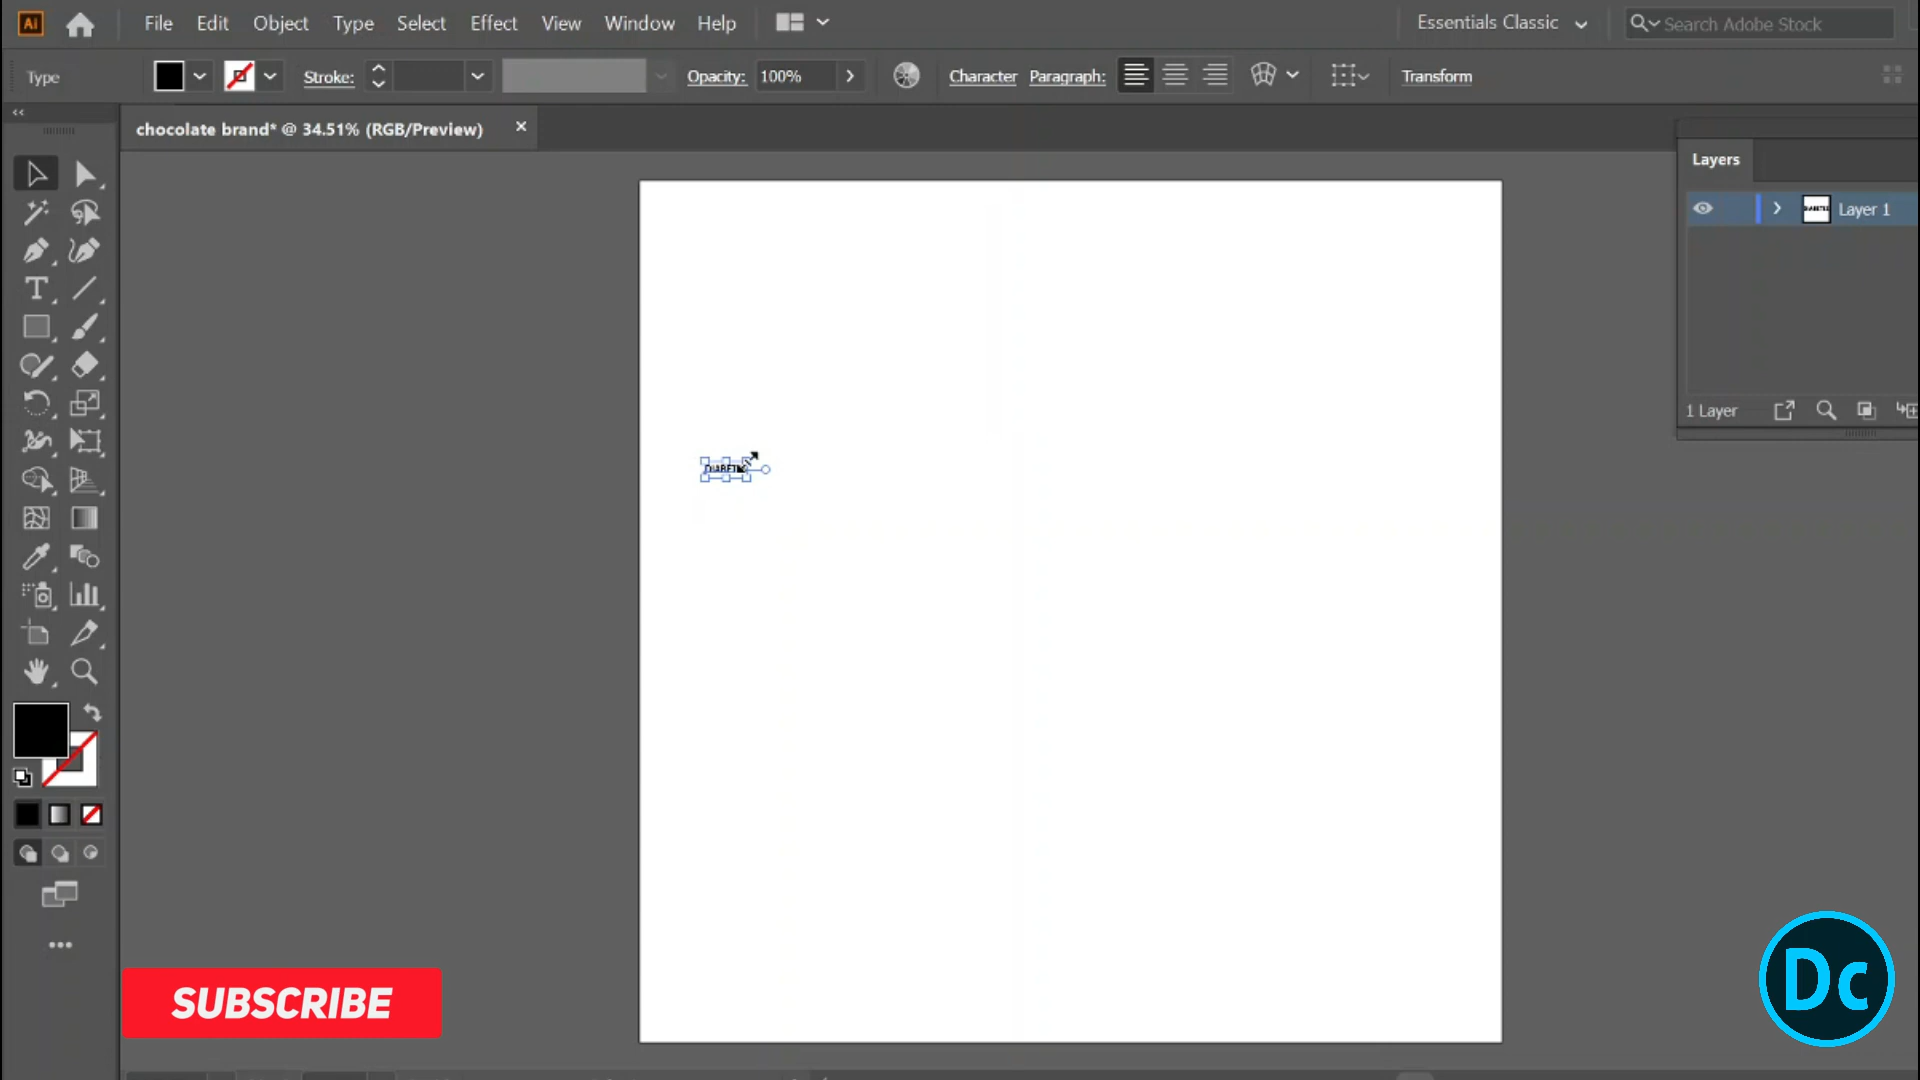 Ai File Edit Object Type Select Effect View Window Help Essentials Classic Search Adobe Stock
Type Stroke: Opacity: 100% Character Paragraph: Transform
chocolate brand* @ 34.51% (RGB/Preview) ×
Layers
Layer 1
1 Layer
SUBSCRIBE
Dc